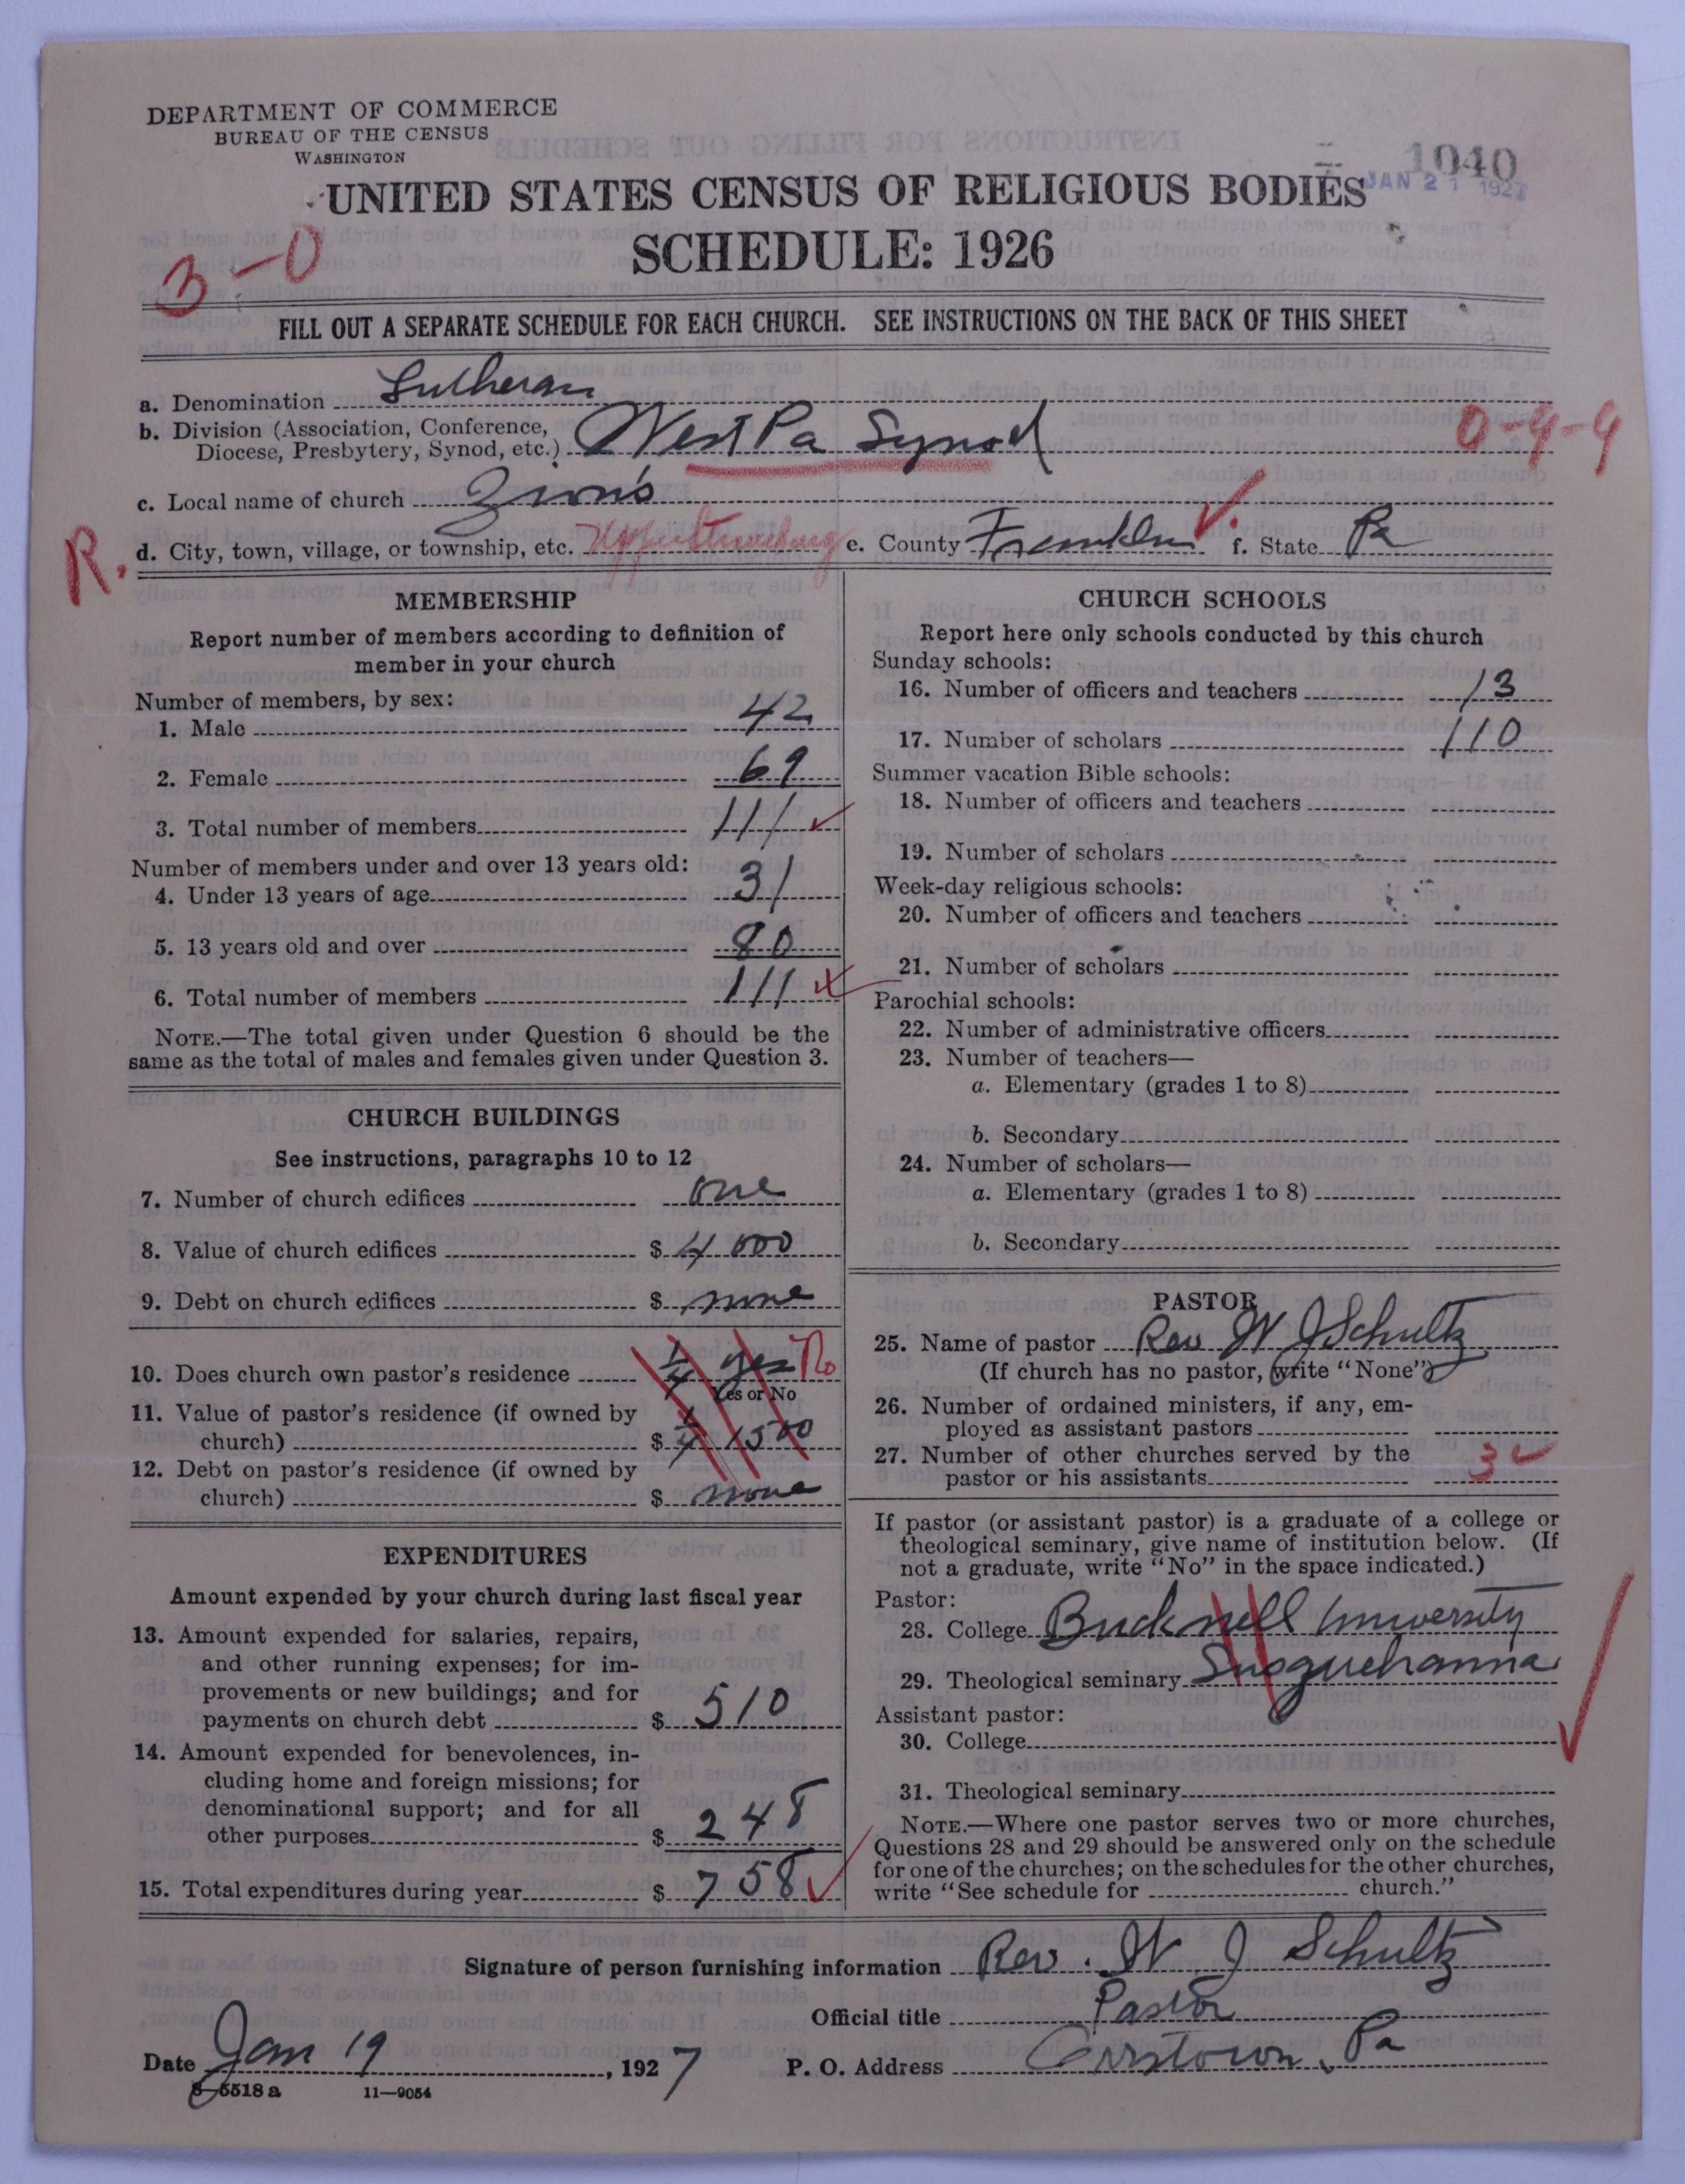 DEPARTMENT OF COMMERCE
BUREAU OF THE CENSUS
WASHINGTON
1040
JAN 21 1927
UNITED STATES CENSUS OF RELIGIOUS BODIES
SCHEDULE: 1926
3-0
FILL OUT A SEPARATE SCHEDULE FOR EACH CHURCH. SEE INSTRUCTIONS ON THE BACK OF THIS SHEET
a. Denomination Lutheran
b. Division (Association, Conference,
Diocese, Presbytery, Synod, etc.) West Pa Synod 0-9-9
c. Local name of church Zion's
R. d. City, town, village, or township, etc. Upper Strasburg e. County Franklin f. State Pa
MEMBERSHIP
Report number of members according to definition of
member in your church
Number of members, by sex:
1. Male 42
2. Female 69
3. Total number of members 111
Number of members under and over 13 years old:
4. Under 13 years of age 31
5. 13 years old and over 80
6. Total number of members 111
NOTE.—The total given under Question 6 should be the
same as the total of males and females given under Question 3.
CHURCH BUILDINGS
See instructions, paragraphs 10 to 12
7. Number of church edifices one
8. Value of church edifices $ 4000
9. Debt on church edifices $ none
10. Does church own pastor's residence 1/4 yes No
Yes or No
11. Value of pastor's residence (if owned by
church) $ 1/4 1500
12. Debt on pastor's residence (if owned by
church) $ none
EXPENDITURES
Amount expended by your church during last fiscal year
13. Amount expended for salaries, repairs,
and other running expenses; for im-
provements or new buildings; and for
payments on church debt $ 510
14. Amount expended for benevolences, in-
cluding home and foreign missions; for
denominational support; and for all
other purposes $ 248
15. Total expenditures during year $ 758
CHURCH SCHOOLS
Report here only schools conducted by this church
Sunday schools:
16. Number of officers and teachers 13
17. Number of scholars 110
Summer vacation Bible schools:
18. Number of officers and teachers
19. Number of scholars
Week-day religious schools:
20. Number of officers and teachers
21. Number of scholars
Parochial schools:
22. Number of administrative officers
23. Number of teachers—
a. Elementary (grades 1 to 8)
b. Secondary
24. Number of scholars—
a. Elementary (grades 1 to 8)
b. Secondary
PASTOR
25. Name of pastor Rev W J Schultz
(If church has no pastor, write "None")
26. Number of ordained ministers, if any, em-
ployed as assistant pastors
27. Number of other churches served by the
pastor or his assistants 3
If pastor (or assistant pastor) is a graduate of a college or
theological seminary, give name of institution below. (If
not a graduate, write "No" in the space indicated.)
Pastor:
28. College Bucknell University
29. Theological seminary Susquehanna
Assistant pastor:
30. College
31. Theological seminary
NOTE.—Where one pastor serves two or more churches,
Questions 28 and 29 should be answered only on the schedule
for one of the churches; on the schedules for the other churches,
write "See schedule for church."
Signature of person furnishing information Rev. W J Schultz
Official title Pastor
Date Jan 19, 1927 P. O. Address Orrstown, Pa
8-5518 a 11-9054